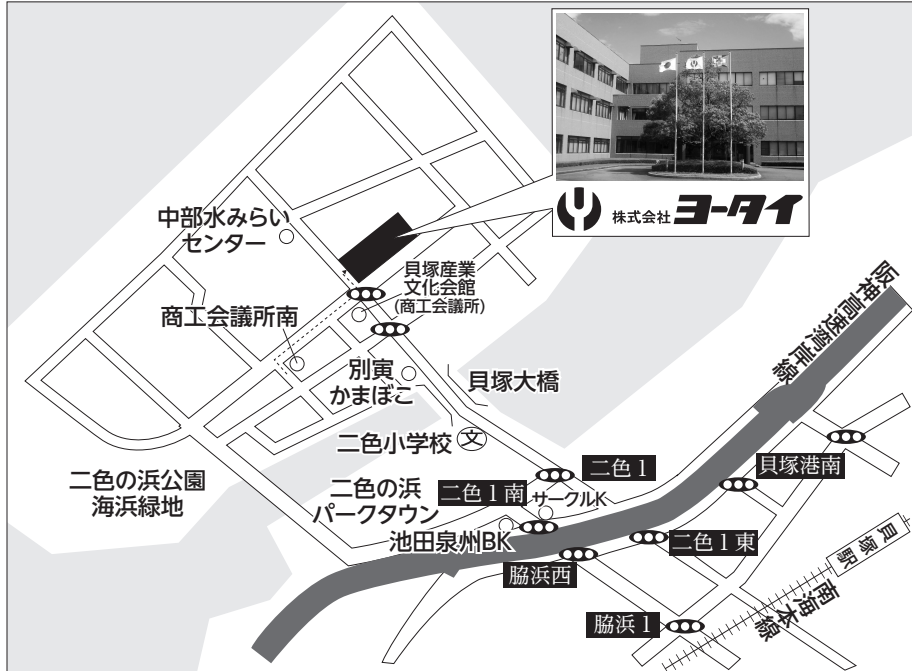 株式会社 ヨータイ
中部水みらい
センター
貝塚産業
文化会館
(商工会議所)
商工会議所南
別寅
かまぼこ
貝塚大橋
阪神高速湾岸線
二色小学校
文
二色1
貝塚港南
二色の浜公園
海浜緑地
二色の浜
パークタウン
二色1南
サークルK
池田泉州BK
二色1東
脇浜西
貝塚駅
南海本線
脇浜1